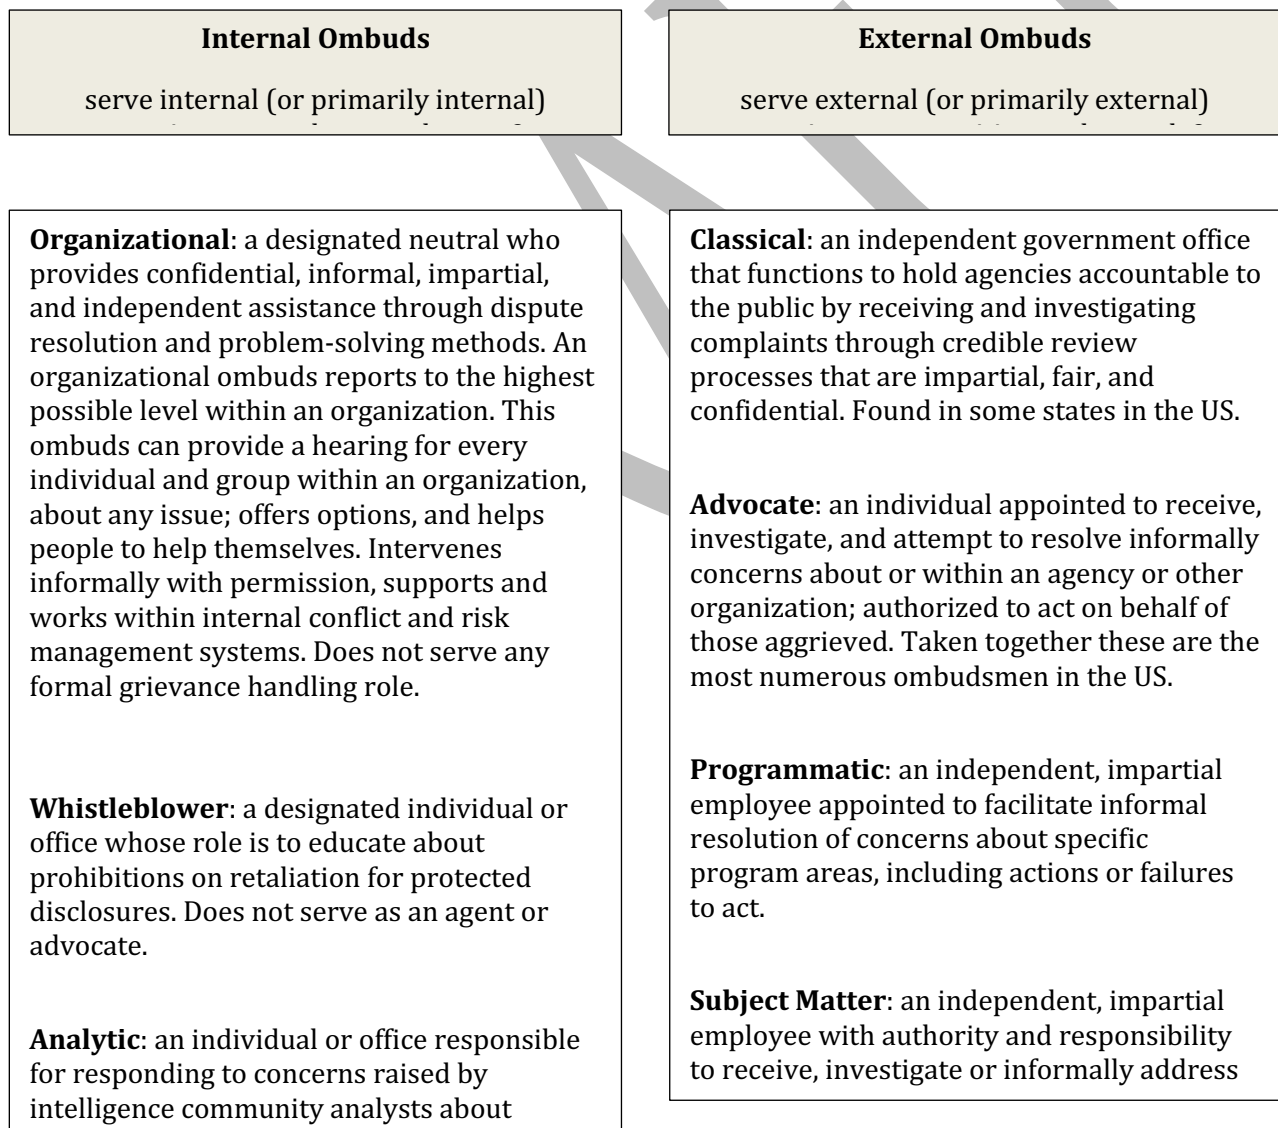 Internal Ombuds
serve internal (or primarily internal)
Organizational: a designated neutral who
provides confidential, informal, impartial,
and independent assistance through dispute
resolution and problem-solving methods. An
organizational ombuds reports to the highest
possible level within an organization. This
ombuds can provide a hearing for every
individual and group within an organization,
about any issue; offers options, and helps
people to help themselves. Intervenes
informally with permission, supports and
works within internal conflict and risk
management systems. Does not serve any
formal grievance handling role.
Whistleblower: a designated individual or
office whose role is to educate about
prohibitions on retaliation for protected
disclosures. Does not serve as an agent or
advocate.
Analytic: an individual or office responsible
for responding to concerns raised by
intelligence community analysts about
External Ombuds
serve external (or primarily external)
Classical: an independent government office
that functions to hold agencies accountable to
the public by receiving and investigating
complaints through credible review
processes that are impartial, fair, and
confidential. Found in some states in the US.
Advocate: an individual appointed to receive,
investigate, and attempt to resolve informally
concerns about or within an agency or other
organization; authorized to act on behalf of
those aggrieved. Taken together these are the
most numerous ombudsmen in the US.
Programmatic: an independent, impartial
employee appointed to facilitate informal
resolution of concerns about specific
program areas, including actions or failures
to act.
Subject Matter: an independent, impartial
employee with authority and responsibility
to receive, investigate or informally address